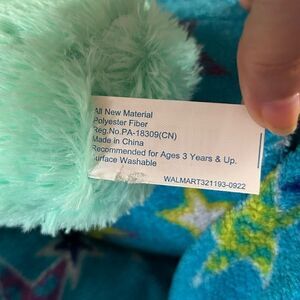 All New Material
Polyester Fiber
Reg.No.PA-18309(CN)
Made in China
Recommended for Ages 3 Years & Up.
Surface Washable
WALMART321193-0922